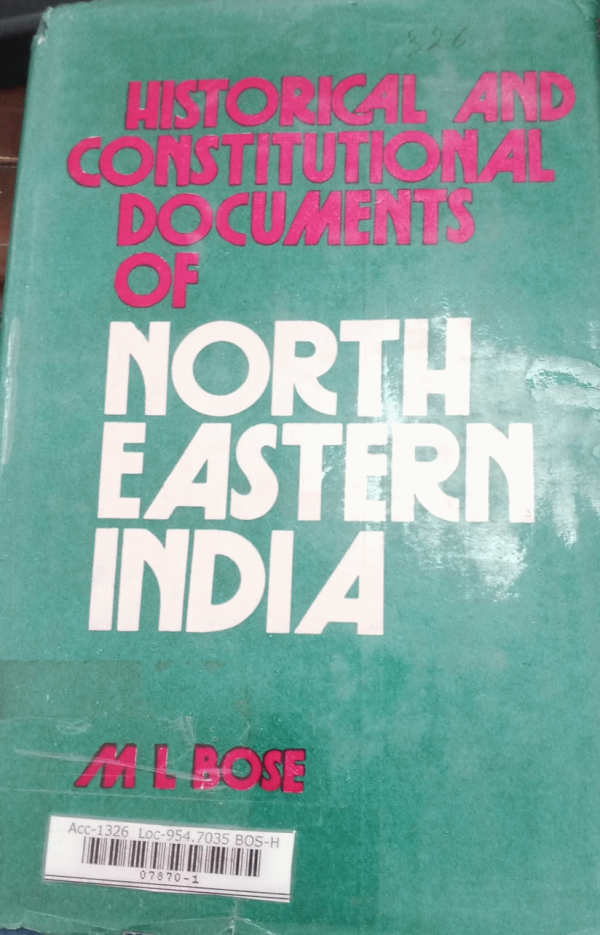 326
HISTORICAL AND
CONSTITUTIONAL
DOCUMENTS
OF
NORTH
EASTERN
INDIA
M L BOSE
Acc-1326 Loc-954.7035 BOS-H
07870-1